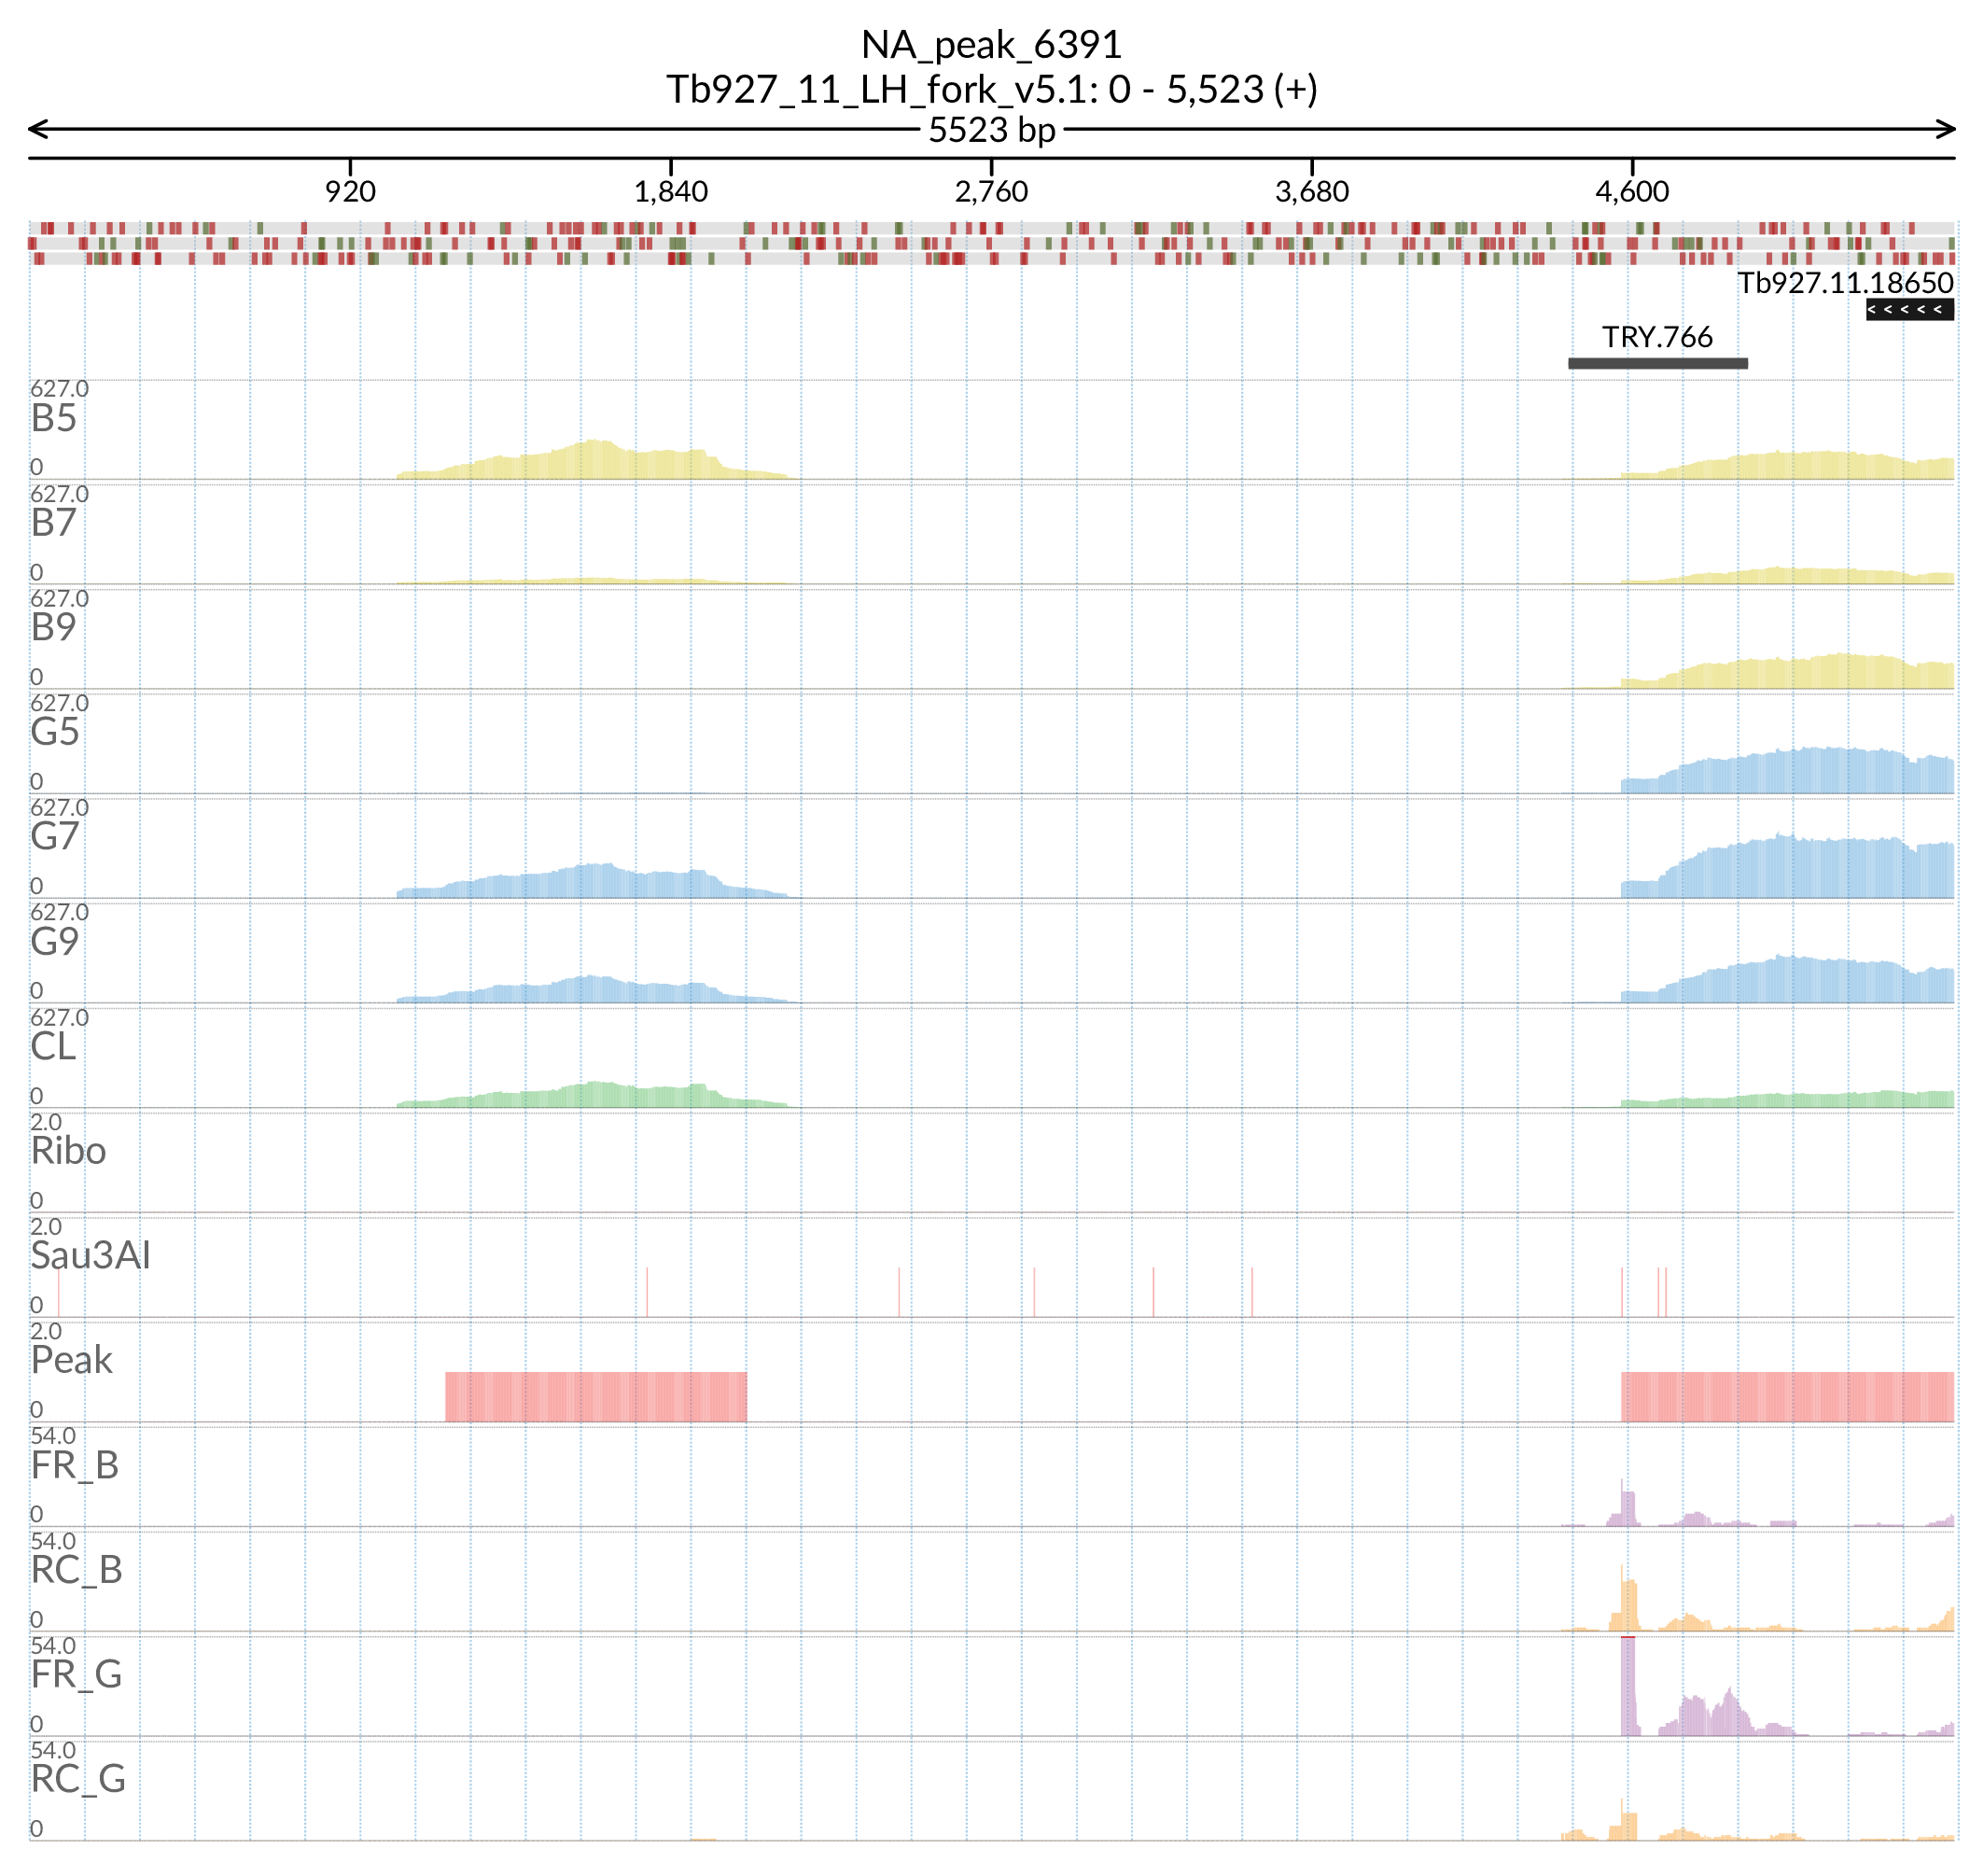 NA_peak_6391
Tb927_11_LH_fork_v5.1: 0 - 5,523 (+)
5523 bp
920 1,840 2,760 3,680 4,600
Tb927.11.18650
< < < < <
TRY.766
627.0
B5
0
627.0
B7
0
627.0
B9
0
627.0
G5
0
627.0
G7
0
627.0
G9
0
627.0
CL
0
2.0
Ribo
0
2.0
Sau3AI
0
2.0
Peak
0
54.0
FR_B
0
54.0
RC_B
0
54.0
FR_G
0
54.0
RC_G
0